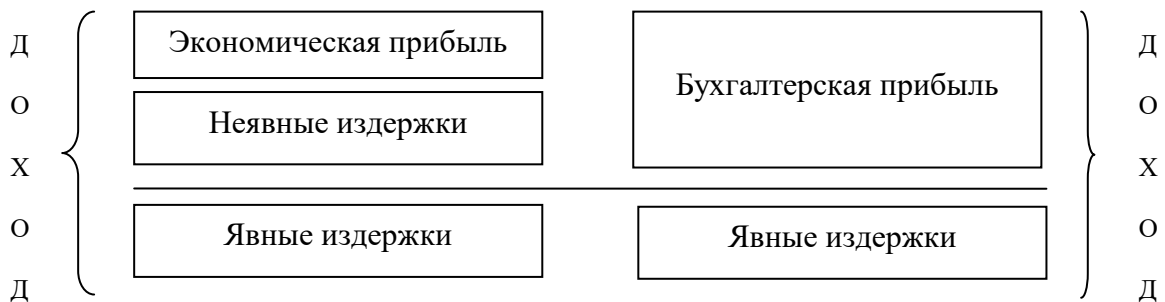 Д
О
Х
О
Д
Экономическая прибыль
Неявные издержки
Явные издержки
Бухгалтерская прибыль
Явные издержки
Д
О
Х
О
Д